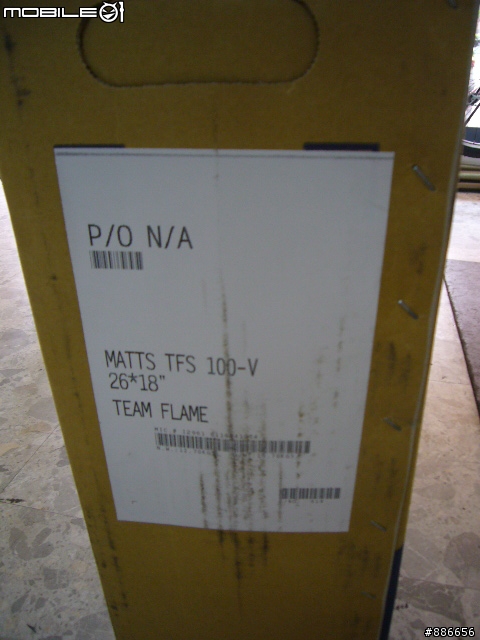 MOBILE01
P/O N/A
MATTS TFS 100-V
26*18"
TEAM FLAME
#886656